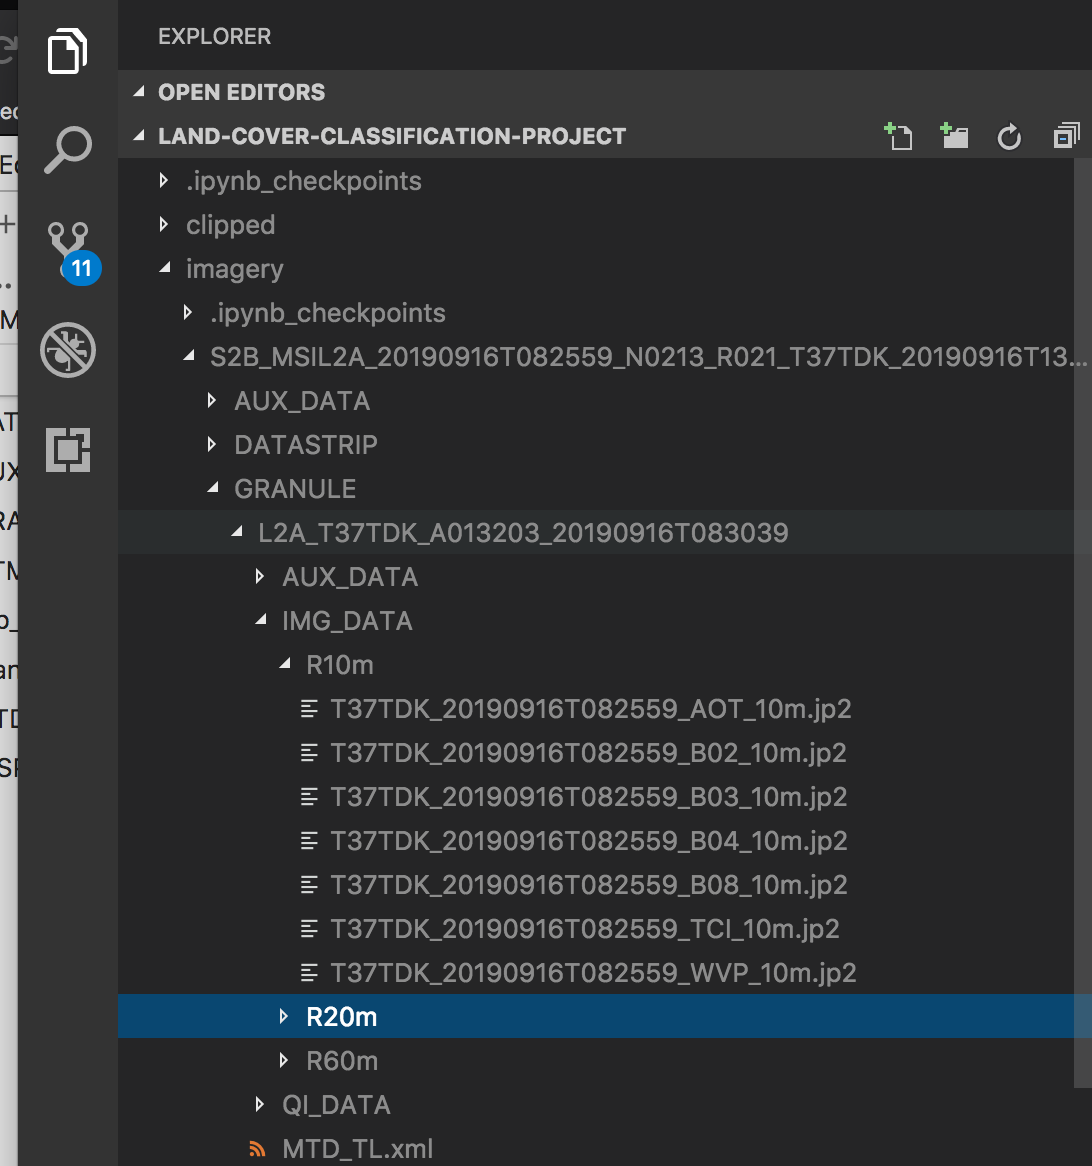 EXPLORER
OPEN EDITORS
LAND-COVER-CLASSIFICATION-PROJECT
.ipynb_checkpoints
clipped
imagery
11
.ipynb_checkpoints
S2B_MSIL2A_20190916T082559_N0213_R021_T37TDK_20190916T13...
AUX_DATA
DATASTRIP
GRANULE
L2A_T37TDK_A013203_20190916T083039
AUX_DATA
IMG_DATA
R10m
T37TDK_20190916T082559_AOT_10m.jp2
T37TDK_20190916T082559_B02_10m.jp2
T37TDK_20190916T082559_B03_10m.jp2
T37TDK_20190916T082559_B04_10m.jp2
T37TDK_20190916T082559_B08_10m.jp2
T37TDK_20190916T082559_TCI_10m.jp2
T37TDK_20190916T082559_WVP_10m.jp2
R20m
R60m
QI_DATA
MTD_TL.xml